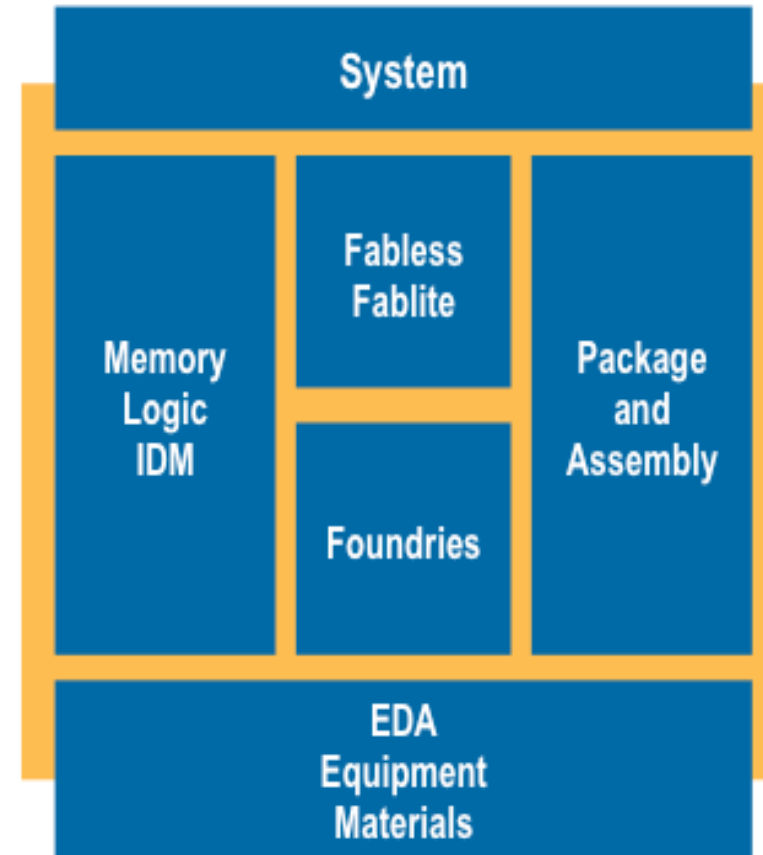 System
Memory
Logic
IDM
Fabless
Fablite
Foundries
Package
and
Assembly
EDA
Equipment
Materials